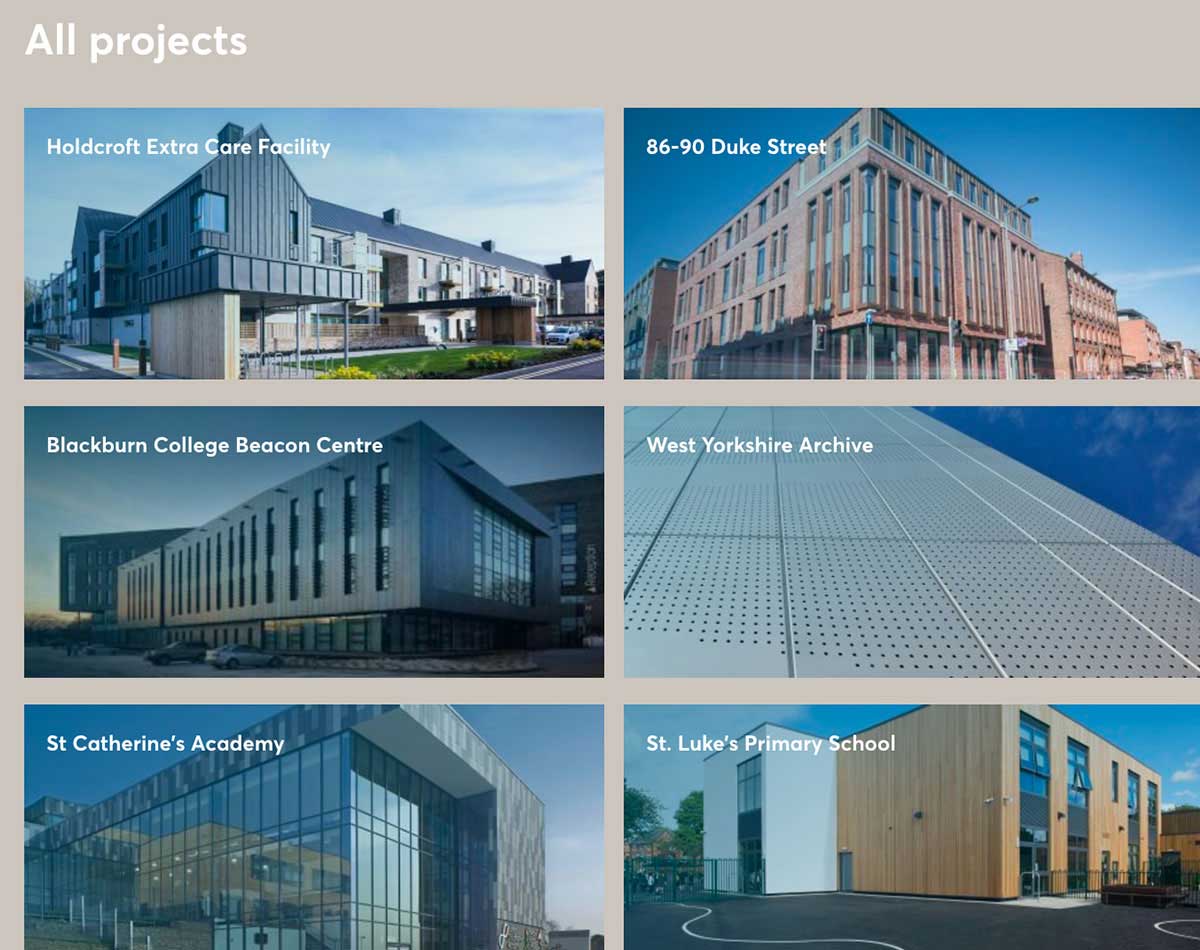 All projects
Holdcroft Extra Care Facility
86-90 Duke Street
Blackburn College Beacon Centre
West Yorkshire Archive
Reception
St Catherine's Academy
St. Luke's Primary School